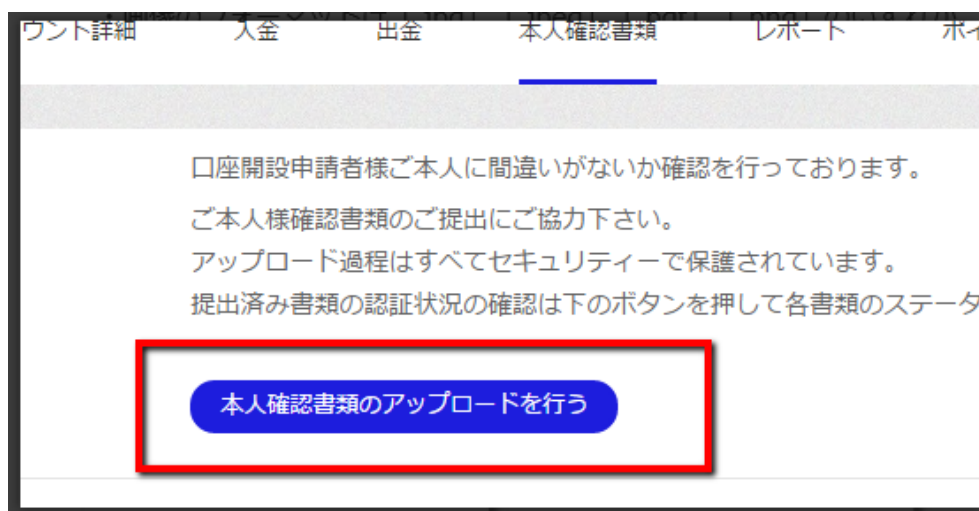 ウント詳細 入金 出金 本人確認書類 レポート ポイ
口座開設申請者様ご本人に間違いがないか確認を行っております。
ご本人様確認書類のご提出にご協力下さい。
アップロード過程はすべてセキュリティーで保護されています。
提出済み書類の認証状況の確認は下のボタンを押して各書類のステータ
本人確認書類のアップロードを行う